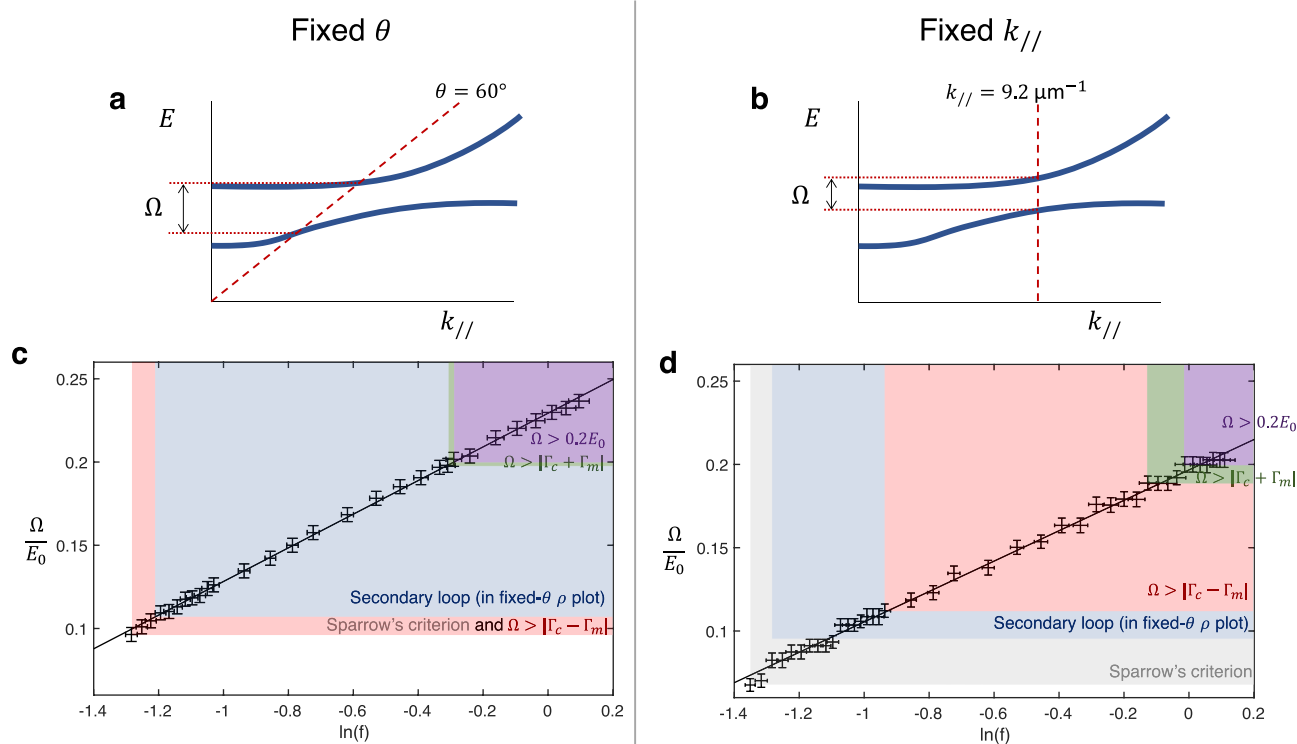 Fixed θ
Fixed k//
a
θ = 60°
E
Ω
k//
b
k// = 9.2 μm⁻¹
E
Ω
k//
c
0.25
0.2
0.15
0.1
Ω
E₀
Ω > 0.2E₀
Ω > |Γc + Γm|
Secondary loop (in fixed-θ ρ plot)
Sparrow's criterion and Ω > |Γc − Γm|
-1.4 -1.2 -1 -0.8 -0.6 -0.4 -0.2 0 0.2
ln(f)
d
0.25
0.2
0.15
0.1
Ω
E₀
Ω > 0.2E₀
Ω > |Γc + Γm|
Ω > |Γc − Γm|
Secondary loop (in fixed-θ ρ plot)
Sparrow's criterion
-1.4 -1.2 -1 -0.8 -0.6 -0.4 -0.2 0 0.2
ln(f)